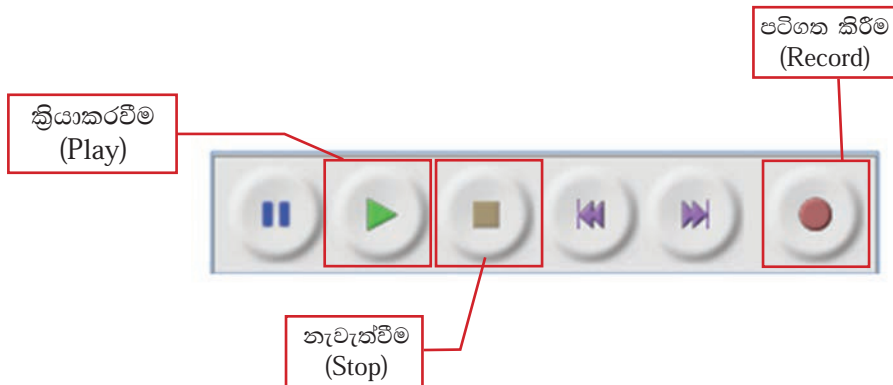 පටිගත කිරීම
(Record)
ක්‍රියාකරවීම
(Play)
නැවැත්වීම
(Stop)